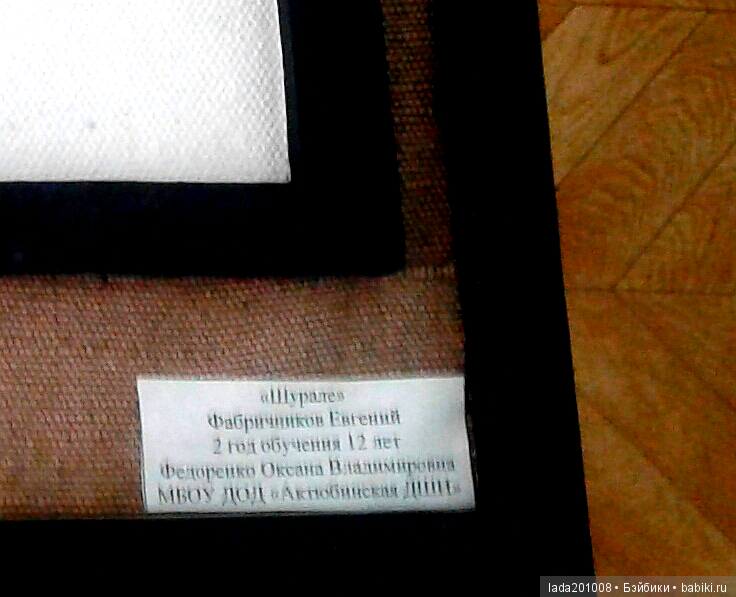 «Шурале»
Фабричников Евгений
2 год обучения 12 лет
Федоренко Оксана Владимировна
МБОУ ДОД «Актюбинская ДШИ»
lada201008 • Бэйбики • babiki.ru